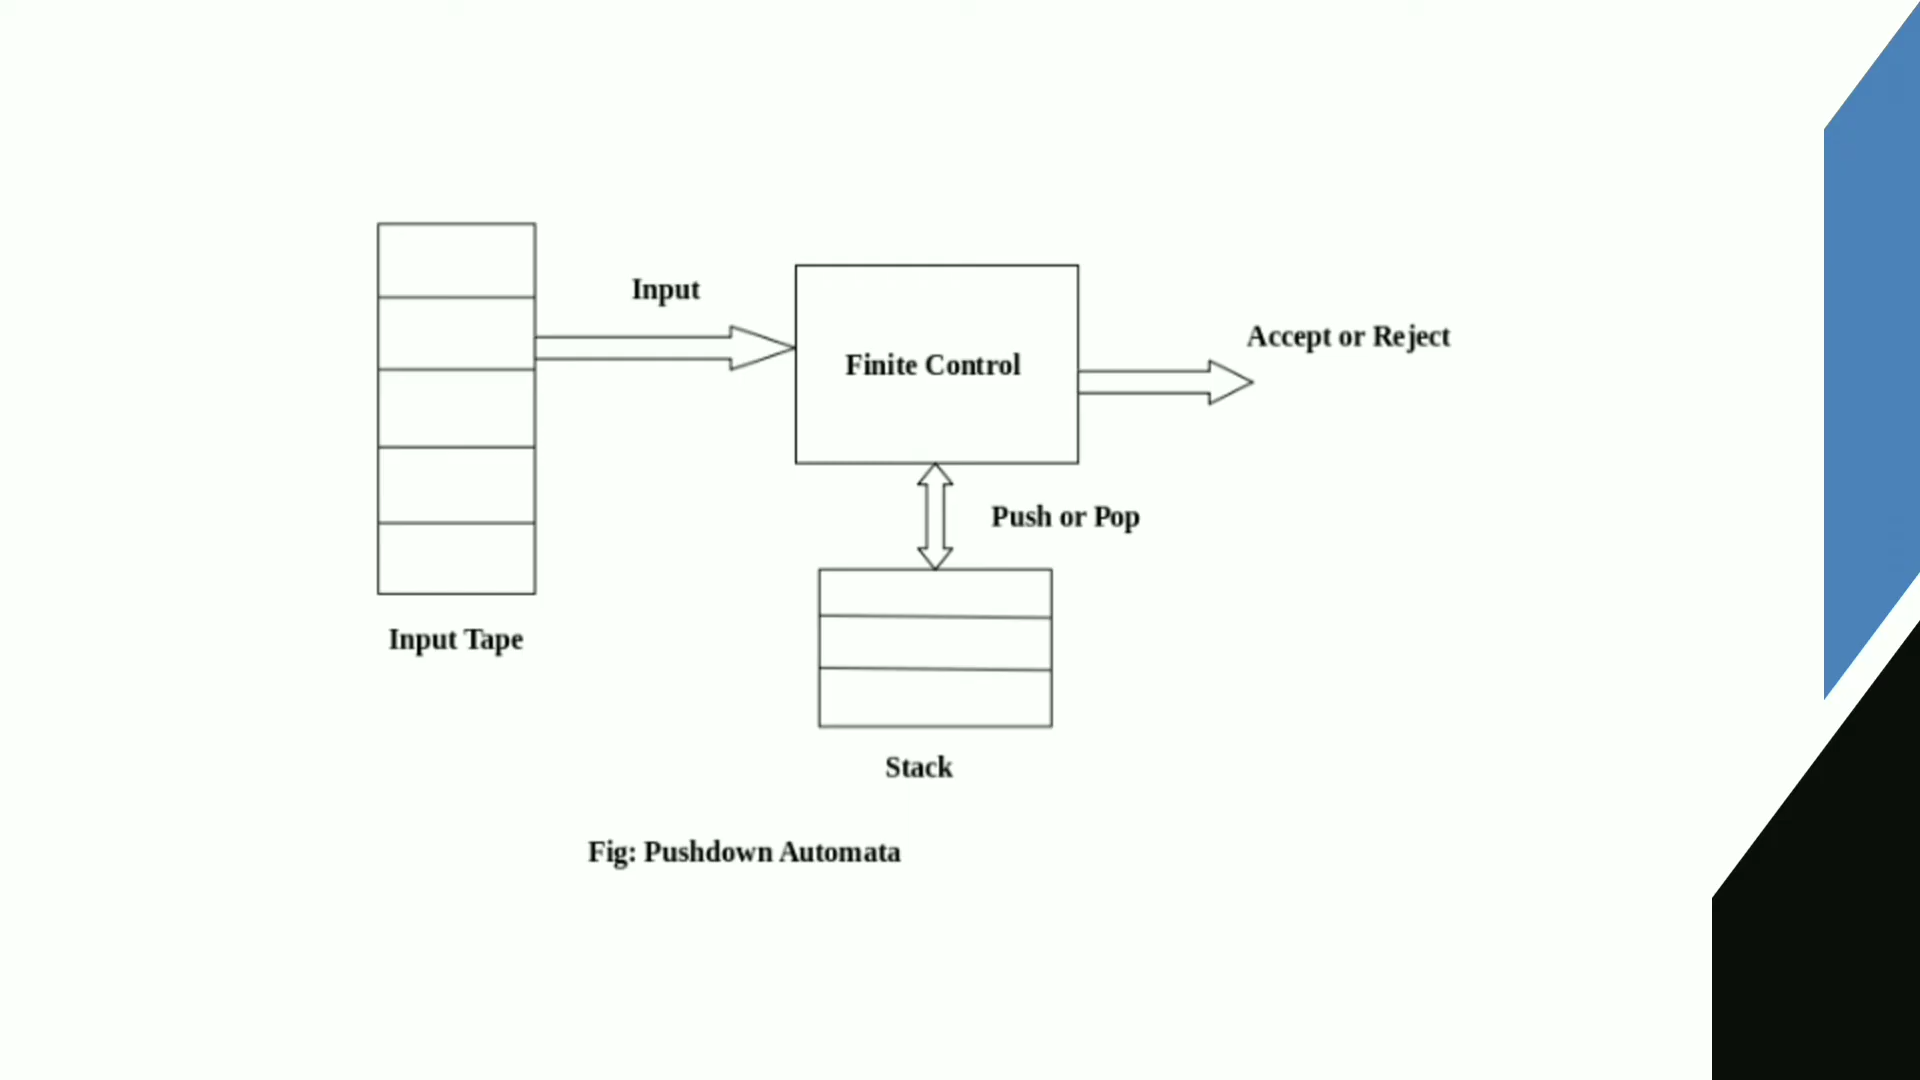 Input
Accept or Reject
Finite Control
Push or Pop
Input Tape
Stack
Fig: Pushdown Automata